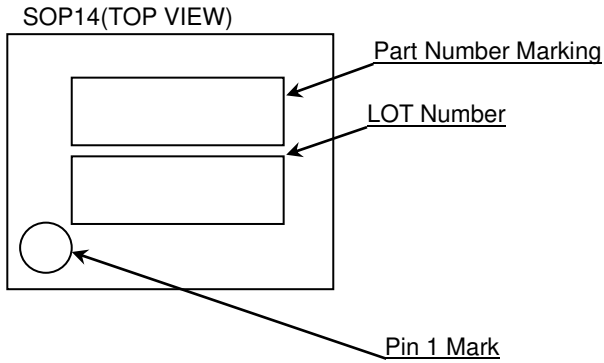 SOP14(TOP VIEW)
Part Number Marking
LOT Number
Pin 1 Mark